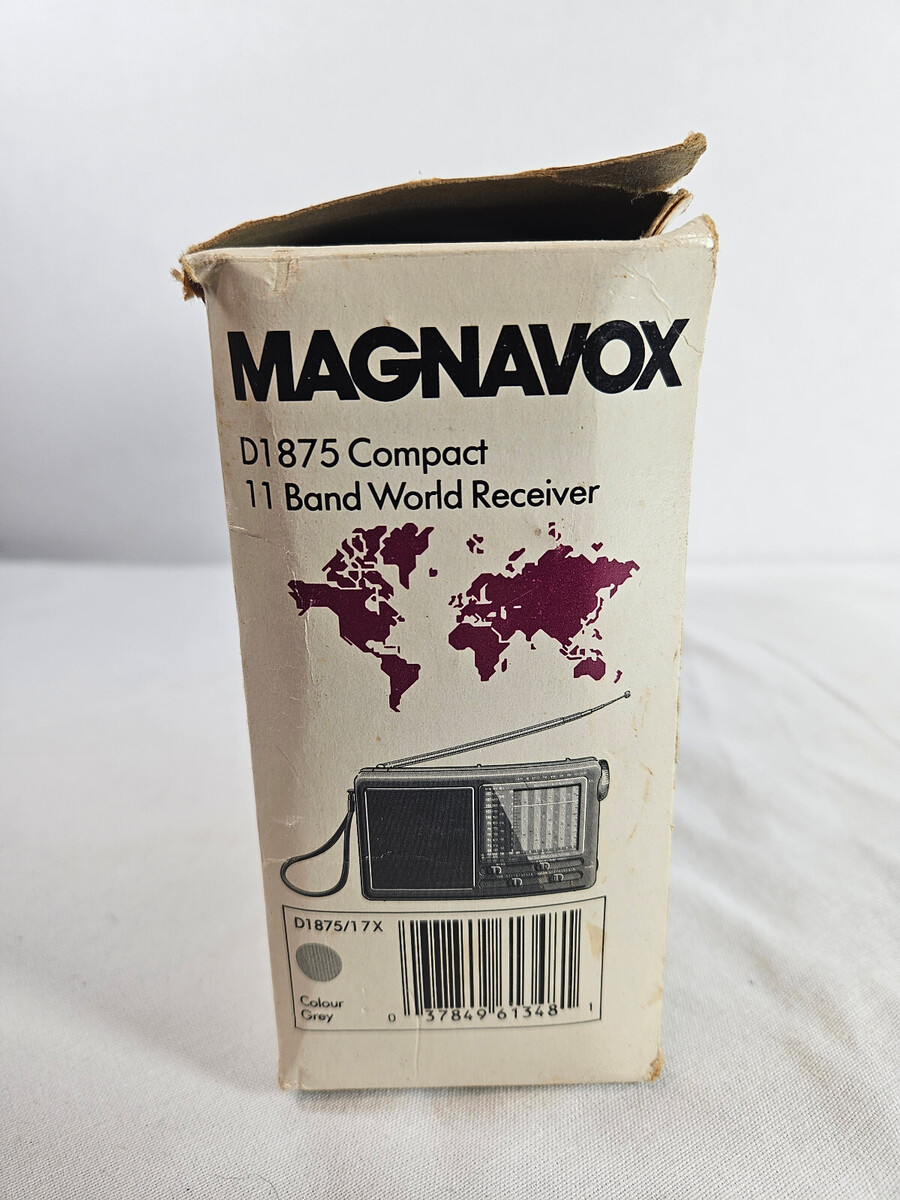 MAGNAVOX
D1875 Compact
11 Band World Receiver
D1875/17X
Colour
Grey
0 37849 61348 1